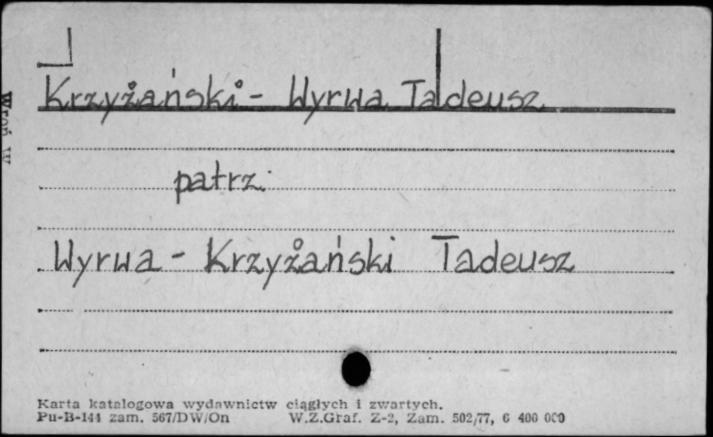 Krzyżański - Wyrwa Tadeusz
patrz:
Wyrwa - Krzyżański Tadeusz
Karta katalogowa wydawnictw ciągłych i zwartych.
Pu-B-144 zam. 567/DW/On W.Z.Graf. Z-2, Zam. 502/77, 6 400 000